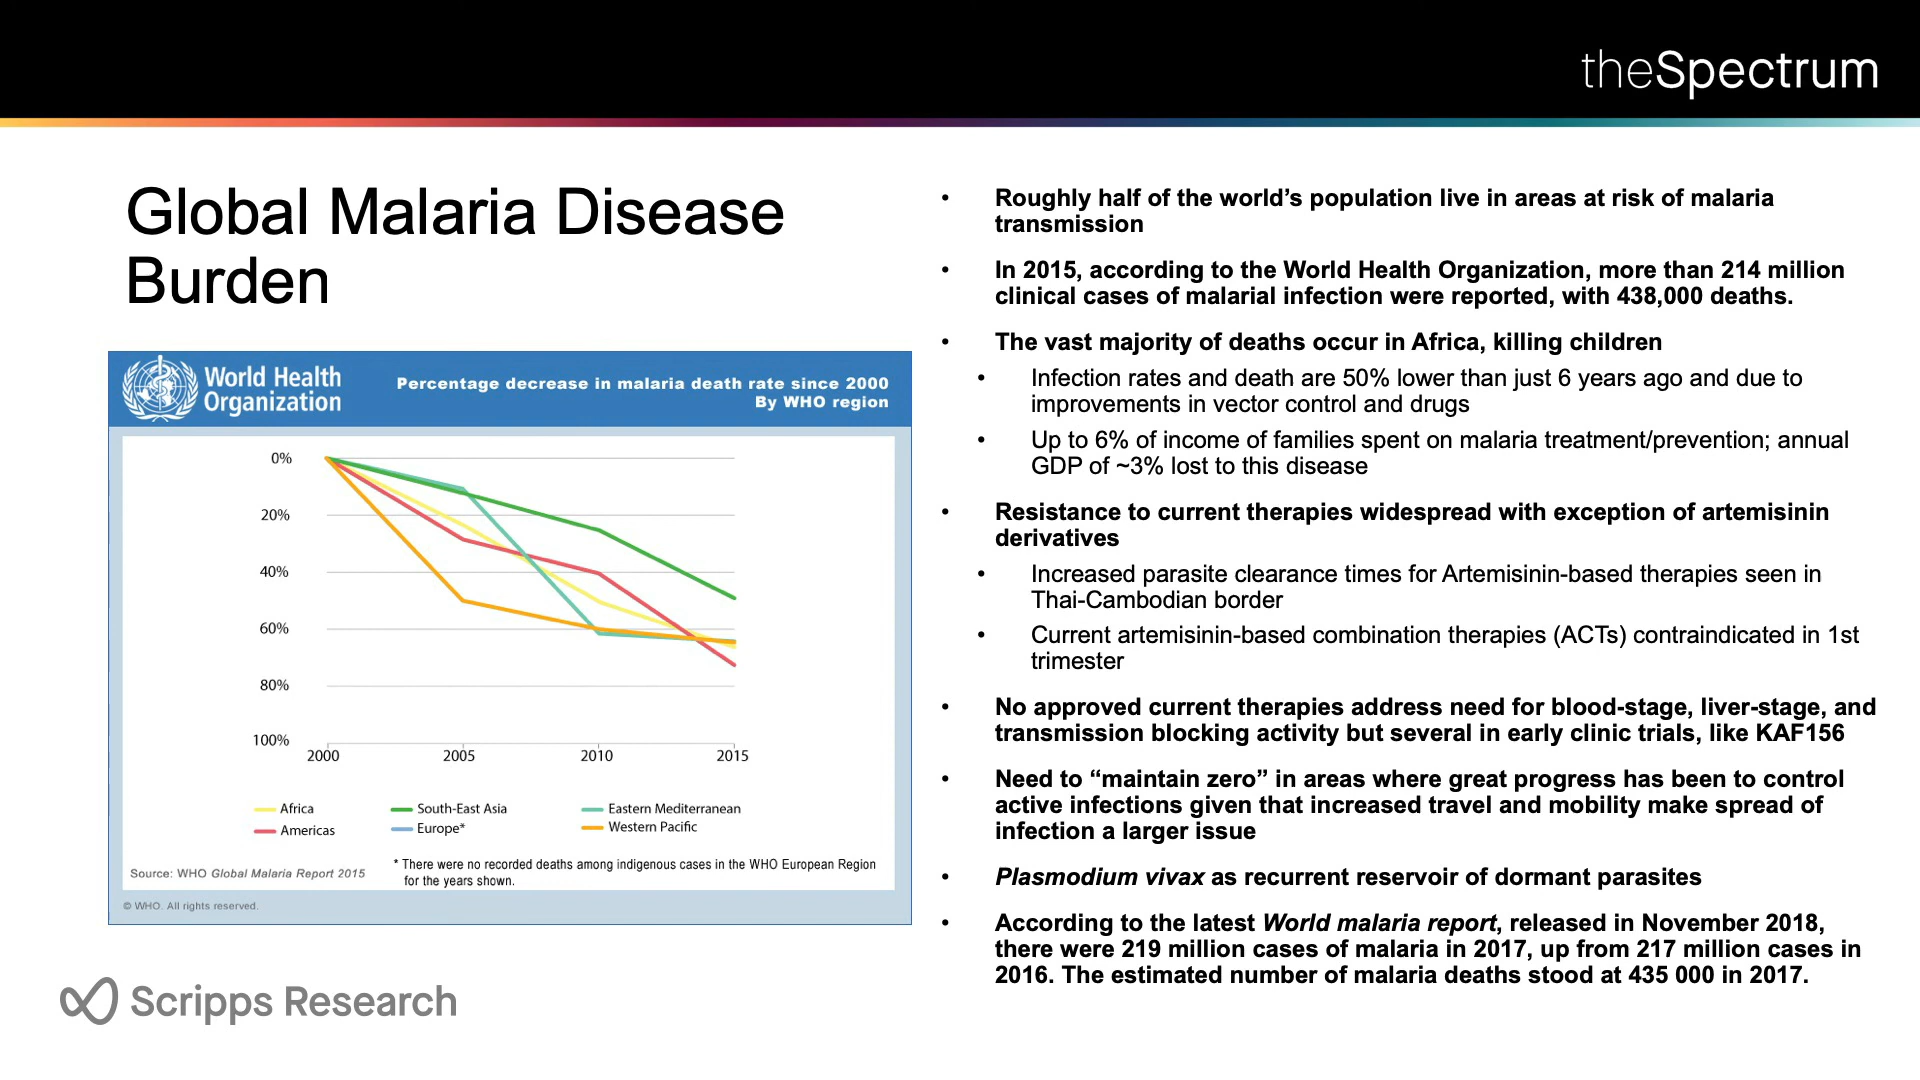 theSpectrum
Global Malaria Disease
Burden
World Health
Organization
Percentage decrease in malaria death rate since 2000
By WHO region
0%
20%
40%
60%
80%
100%
2000
2005
2010
2015
Africa
South-East Asia
Eastern Mediterranean
Americas
Europe*
Western Pacific
* There were no recorded deaths among indigenous cases in the WHO European Region
for the years shown.
Source: WHO Global Malaria Report 2015
© WHO. All rights reserved.
Scripps Research
• Roughly half of the world’s population live in areas at risk of malaria
transmission
• In 2015, according to the World Health Organization, more than 214 million
clinical cases of malarial infection were reported, with 438,000 deaths.
• The vast majority of deaths occur in Africa, killing children
• Infection rates and death are 50% lower than just 6 years ago and due to
improvements in vector control and drugs
• Up to 6% of income of families spent on malaria treatment/prevention; annual
GDP of ~3% lost to this disease
• Resistance to current therapies widespread with exception of artemisinin
derivatives
• Increased parasite clearance times for Artemisinin-based therapies seen in
Thai-Cambodian border
• Current artemisinin-based combination therapies (ACTs) contraindicated in 1st
trimester
• No approved current therapies address need for blood-stage, liver-stage, and
transmission blocking activity but several in early clinic trials, like KAF156
• Need to “maintain zero” in areas where great progress has been to control
active infections given that increased travel and mobility make spread of
infection a larger issue
• Plasmodium vivax as recurrent reservoir of dormant parasites
• According to the latest World malaria report, released in November 2018,
there were 219 million cases of malaria in 2017, up from 217 million cases in
2016. The estimated number of malaria deaths stood at 435 000 in 2017.